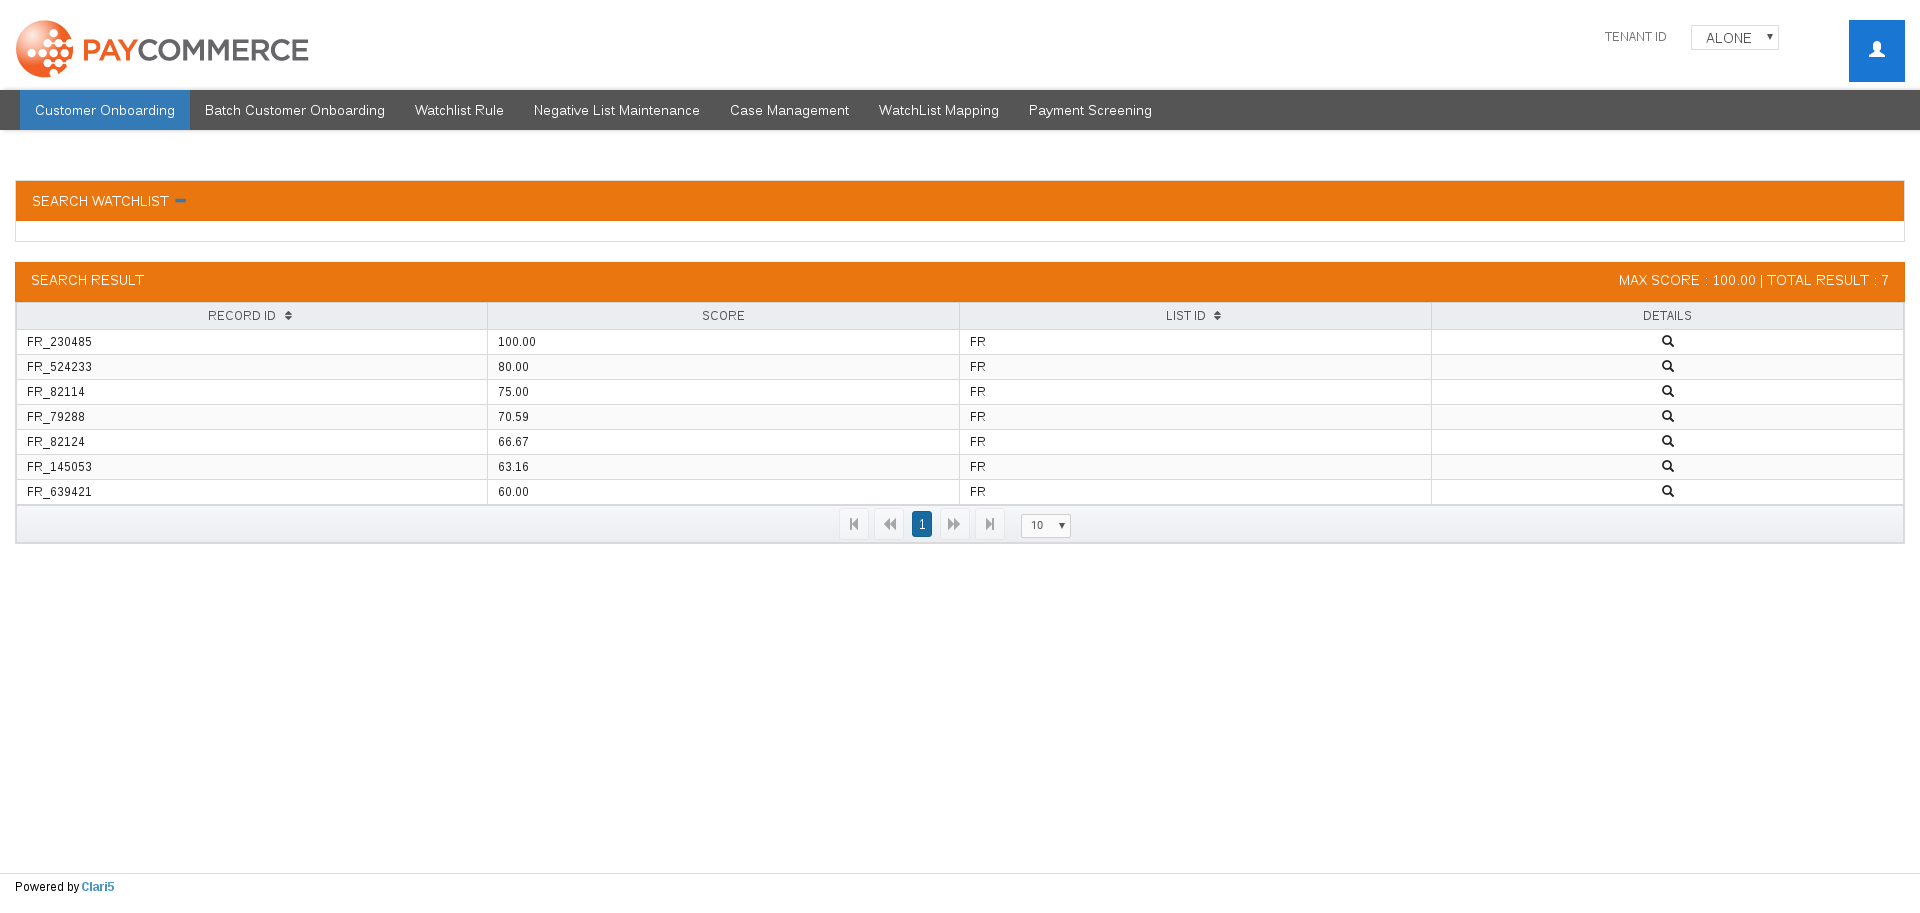 PAYCOMMERCE
TENANT ID ALONE
Customer Onboarding Batch Customer Onboarding Watchlist Rule Negative List Maintenance Case Management WatchList Mapping Payment Screening
SEARCH WATCHLIST
SEARCH RESULT MAX SCORE : 100.00 | TOTAL RESULT : 7
RECORD ID SCORE LIST ID DETAILS
FR_230485 100.00 FR
FR_524233 80.00 FR
FR_82114 75.00 FR
FR_79288 70.59 FR
FR_82124 66.67 FR
FR_145053 63.16 FR
FR_639421 60.00 FR
1 10
Powered by Clari5